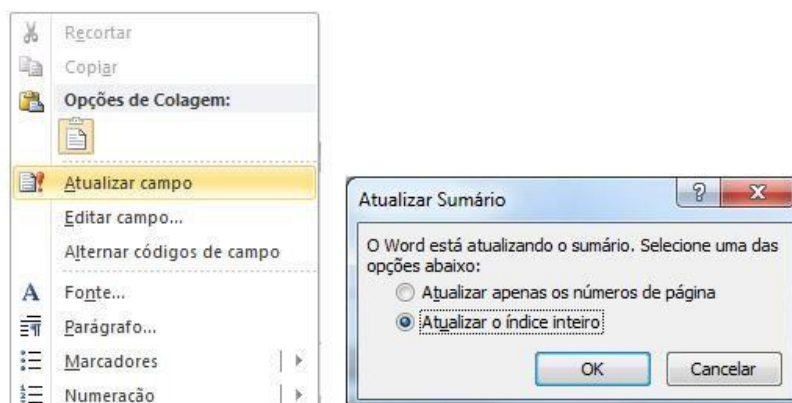 Recortar
Copiar
Opções de Colagem:
Atualizar campo
Editar campo...
Alternar códigos de campo
Fonte...
Parágrafo...
Marcadores
Numeração
Atualizar Sumário
O Word está atualizando o sumário. Selecione uma das
opções abaixo:
Atualizar apenas os números de página
Atualizar o índice inteiro
OK Cancelar